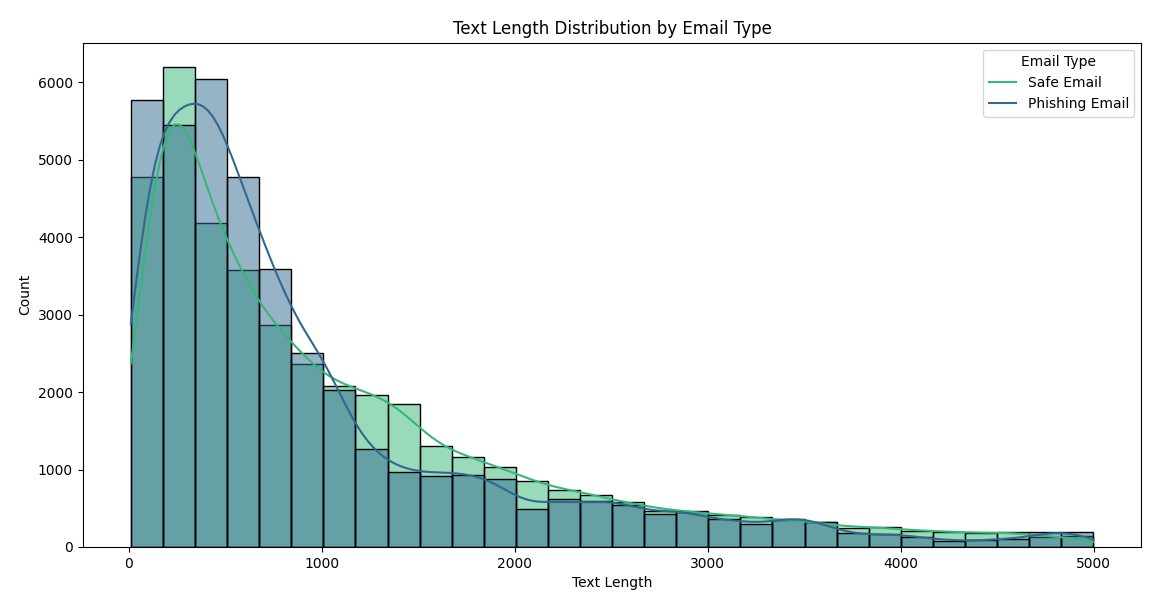 Text Length Distribution by Email Type
Email Type
Safe Email
Phishing Email
Count
6000
5000
4000
3000
2000
1000
0
0 1000 2000 3000 4000 5000
Text Length